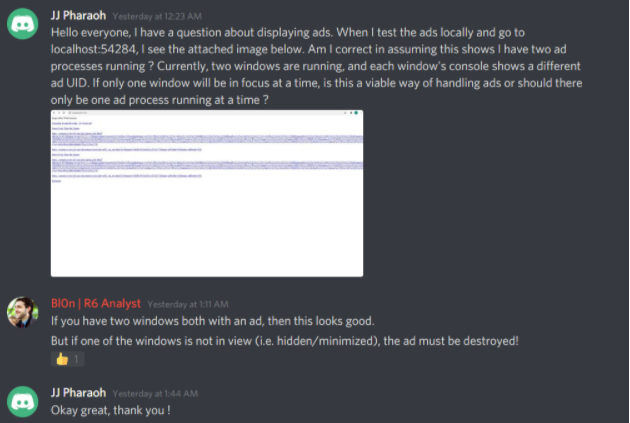 JJ Pharaoh Yesterday at 12:23 AM
Hello everyone, I have a question about displaying ads. When I test the ads locally and go to
localhost:54284, I see the attached image below. Am I correct in assuming this shows I have two ad
processes running ? Currently, two windows are running, and each window's console shows a different
ad UID. If only one window will be in focus at a time, is this a viable way of handling ads or should there
only be one ad process running at a time ?
Bl0n | R6 Analyst Yesterday at 1:11 AM
If you have two windows both with an ad, then this looks good.
But if one of the windows is not in view (i.e. hidden/minimized), the ad must be destroyed!
👍 1
JJ Pharaoh Yesterday at 1:44 AM
Okay great, thank you !